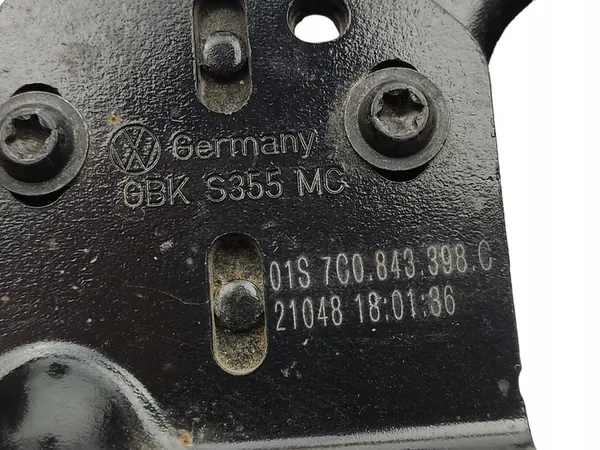 Germany
GBK S355 MC
01S 7C0.843.398.C
21048 18:01:36